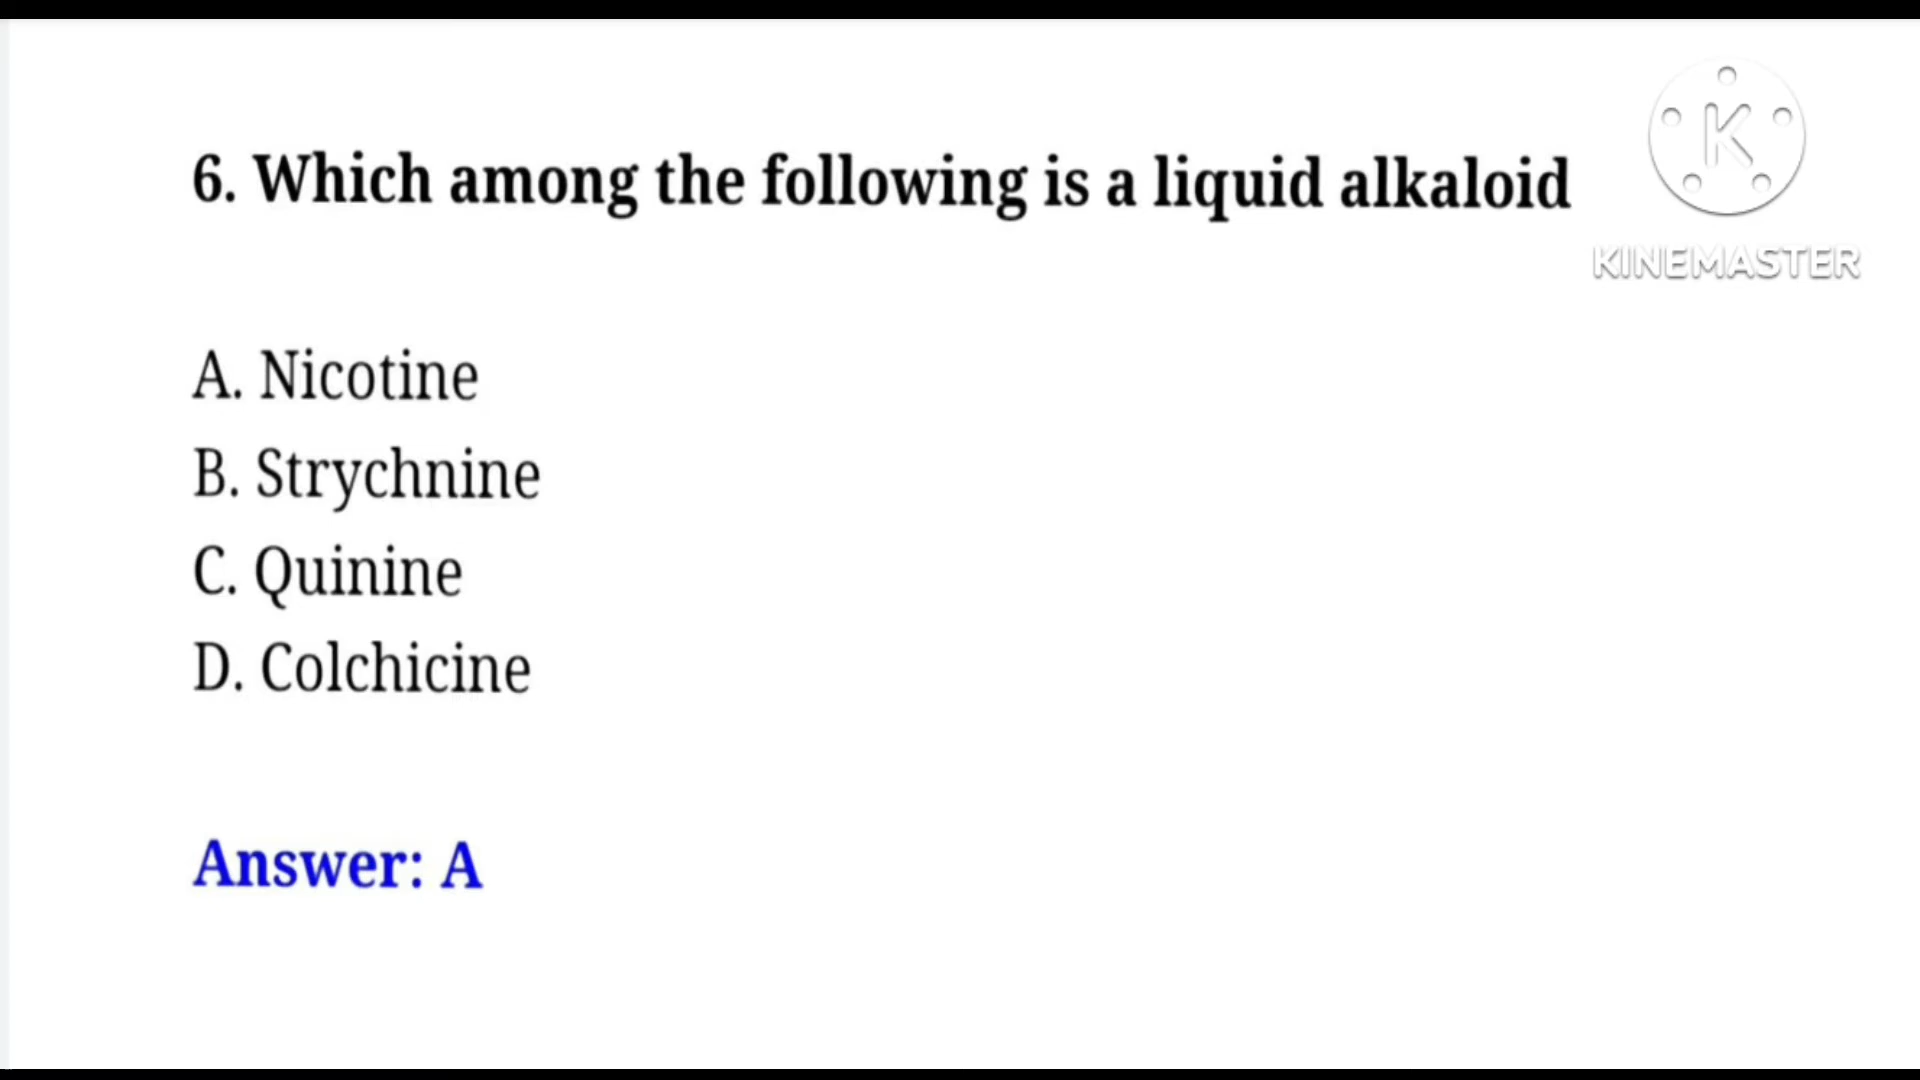 6. Which among the following is a liquid alkaloid
K
KINEMASTER
A. Nicotine
B. Strychnine
C. Quinine
D. Colchicine
Answer: A